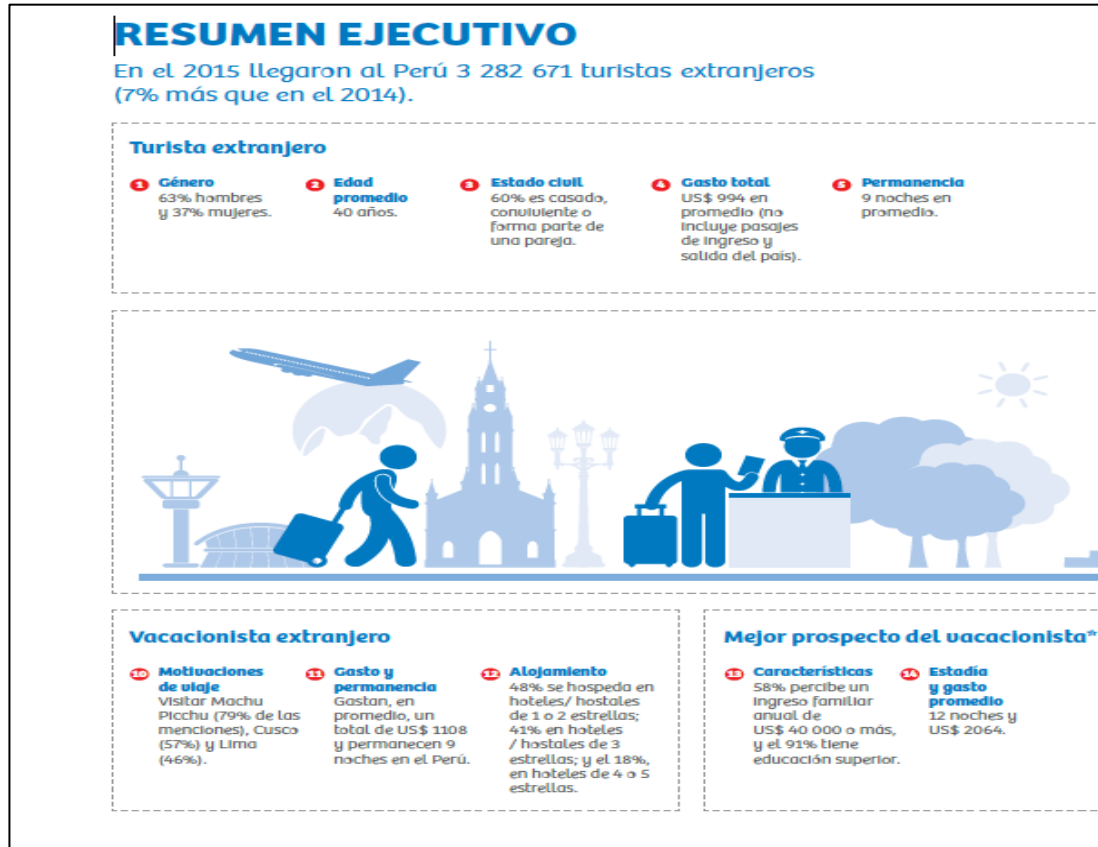 RESUMEN EJECUTIVO
En el 2015 llegaron al Perú 3 282 671 turistas extranjeros
(7% más que en el 2014).
Turista extranjero
1 Género
63% hombres
y 37% mujeres.
2 Edad
promedio
40 años.
3 Estado civil
60% es casado,
conviviente o
forma parte de
una pareja.
4 Gasto total
US$ 994 en
promedio (no
incluye pasajes
de ingreso y
salida del país).
5 Permanencia
9 noches en
promedio.
Vacacionista extranjero
10 Motivaciones
de viaje
Visitar Machu
Picchu (79% de las
menciones), Cusco
(57%) y Lima
(46%).
11 Gasto y
permanencia
Gastan, en
promedio, un
total de US$ 1108
y permanecen 9
noches en el Perú.
12 Alojamiento
48% se hospeda en
hoteles/ hostales
de 1 o 2 estrellas;
41% en hoteles
/ hostales de 3
estrellas; y el 18%,
en hoteles de 4 o 5
estrellas.
Mejor prospecto del vacacionista*
13 Características
58% percibe un
ingreso familiar
anual de
US$ 40 000 o más,
y el 91% tiene
educación superior.
14 Estadía
y gasto
promedio
12 noches y
US$ 2064.